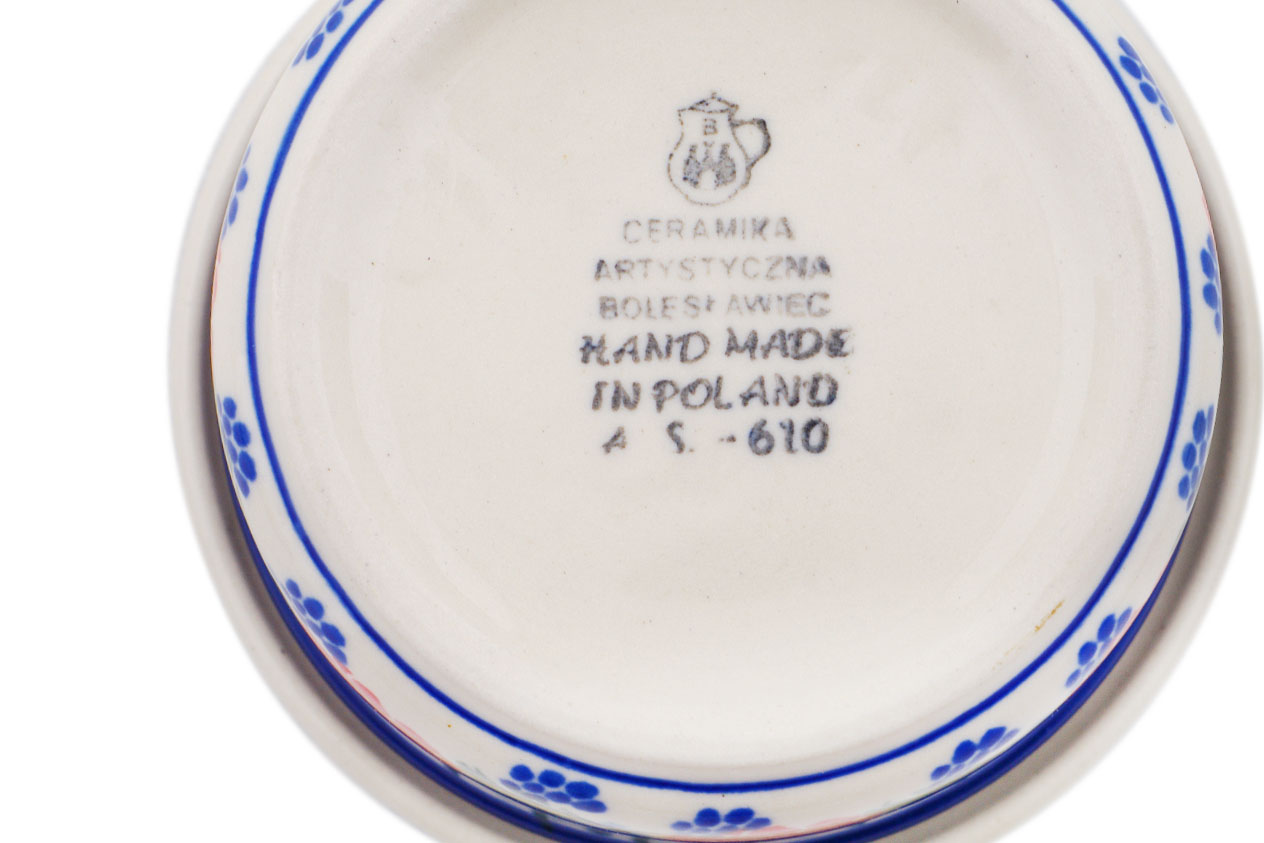 B
CERAMIKA
ARTYSTYCZNA
BOLESŁAWIEC
HAND MADE
IN POLAND
A S. -610